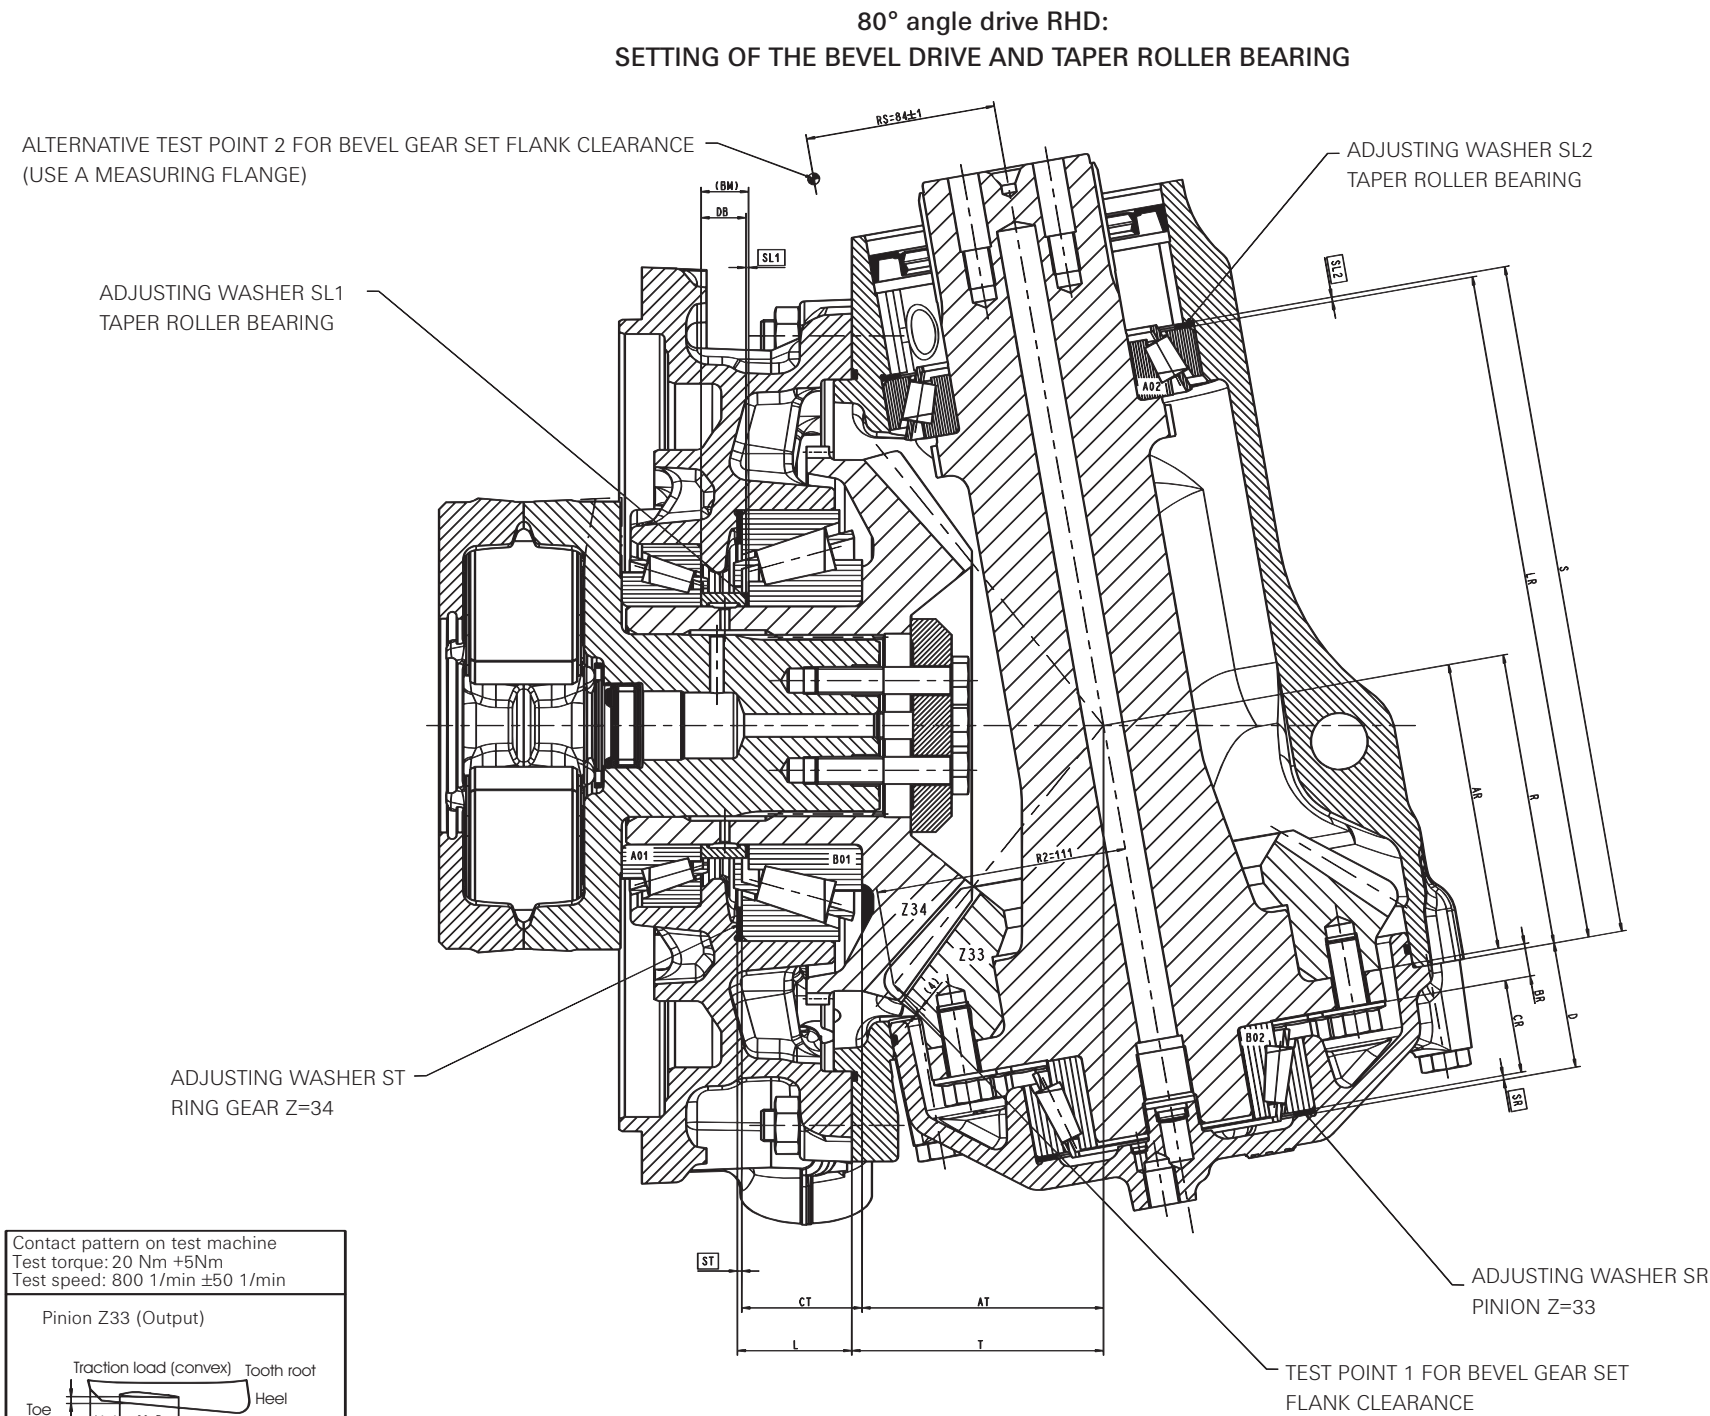 80° angle drive RHD:
SETTING OF THE BEVEL DRIVE AND TAPER ROLLER BEARING
RS=84±1
ALTERNATIVE TEST POINT 2 FOR BEVEL GEAR SET FLANK CLEARANCE
(USE A MEASURING FLANGE)
ADJUSTING WASHER SL2
TAPER ROLLER BEARING
(BM)
DB
SL1
SL2
ADJUSTING WASHER SL1
TAPER ROLLER BEARING
A02
LR
S
AR
R
A01
B01
R2=111
Z34
Z33
(4)
BR
CR
D
B02
SR
ADJUSTING WASHER ST
RING GEAR Z=34
ST
CT
AT
L
T
ADJUSTING WASHER SR
PINION Z=33
TEST POINT 1 FOR BEVEL GEAR SET
FLANK CLEARANCE
Contact pattern on test machine
Test torque: 20 Nm +5Nm
Test speed: 800 1/min ±50 1/min
Pinion Z33 (Output)
Traction load (convex)
Tooth root
Heel
Toe